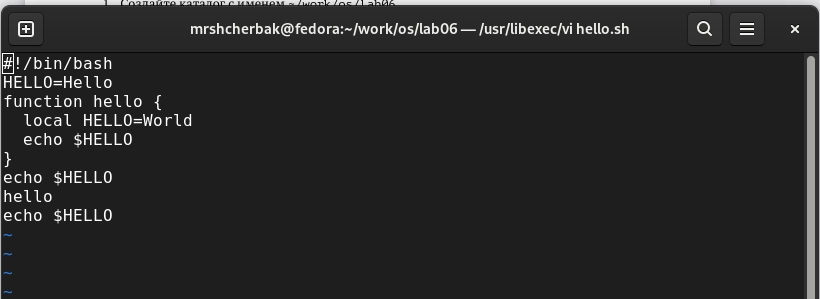 1. Создайте каталог с именем ~/work/os/lab06.
mrshcherbak@fedora:~/work/os/lab06 — /usr/libexec/vi hello.sh
#!/bin/bash
HELLO=Hello
function hello {
  local HELLO=World
  echo $HELLO
}
echo $HELLO
hello
echo $HELLO
~
~
~
~